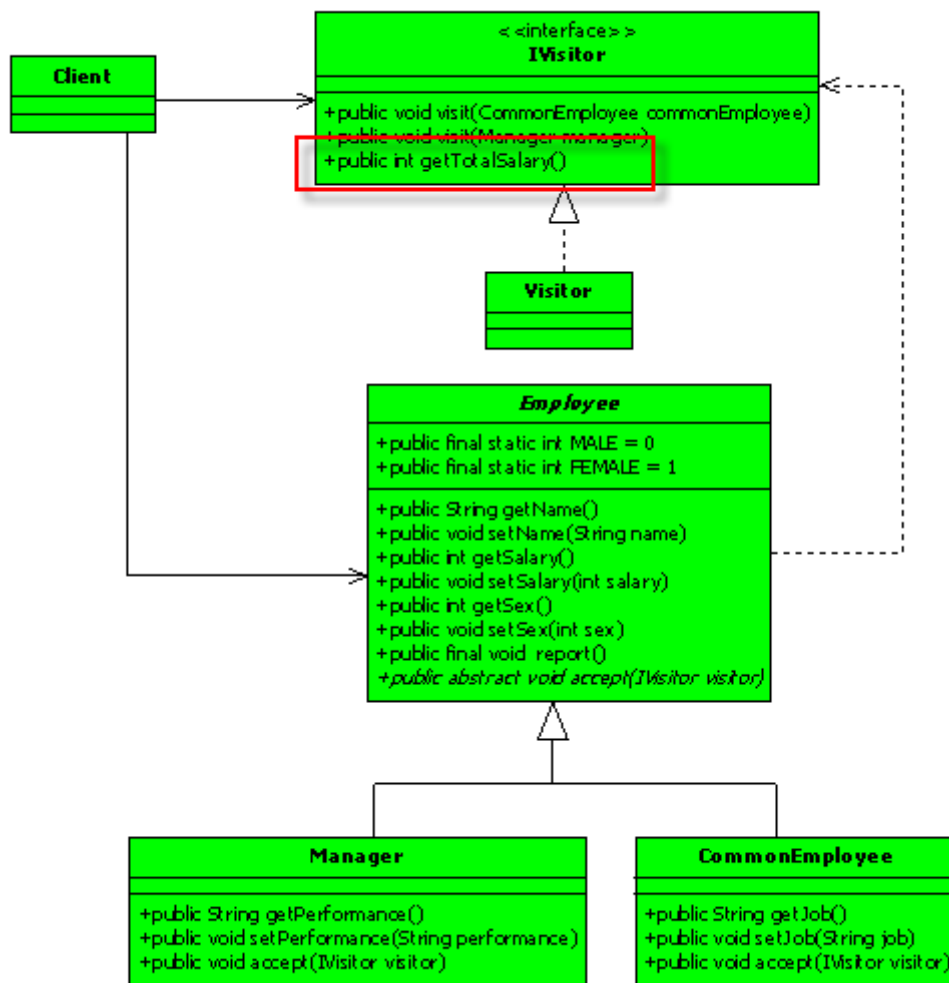 < <interface> >
IVisitor
Client
+public void visit(CommonEmployee commonEmployee)
+public void visit(Manager manager)
+public int getTotalSalary()
Visitor
Employee
+public final static int MALE = 0
+public final static int FEMALE = 1
+public String getName()
+public void setName(String name)
+public int getSalary()
+public void setSalary(int salary)
+public int getSex()
+public void setSex(int sex)
+public final void report()
+public abstract void accept(IVisitor visitor)
Manager
+public String getPerformance()
+public void setPerformance(String performance)
+public void accept(IVisitor visitor)
CommonEmployee
+public String getJob()
+public void setJob(String job)
+public void accept(IVisitor visitor)